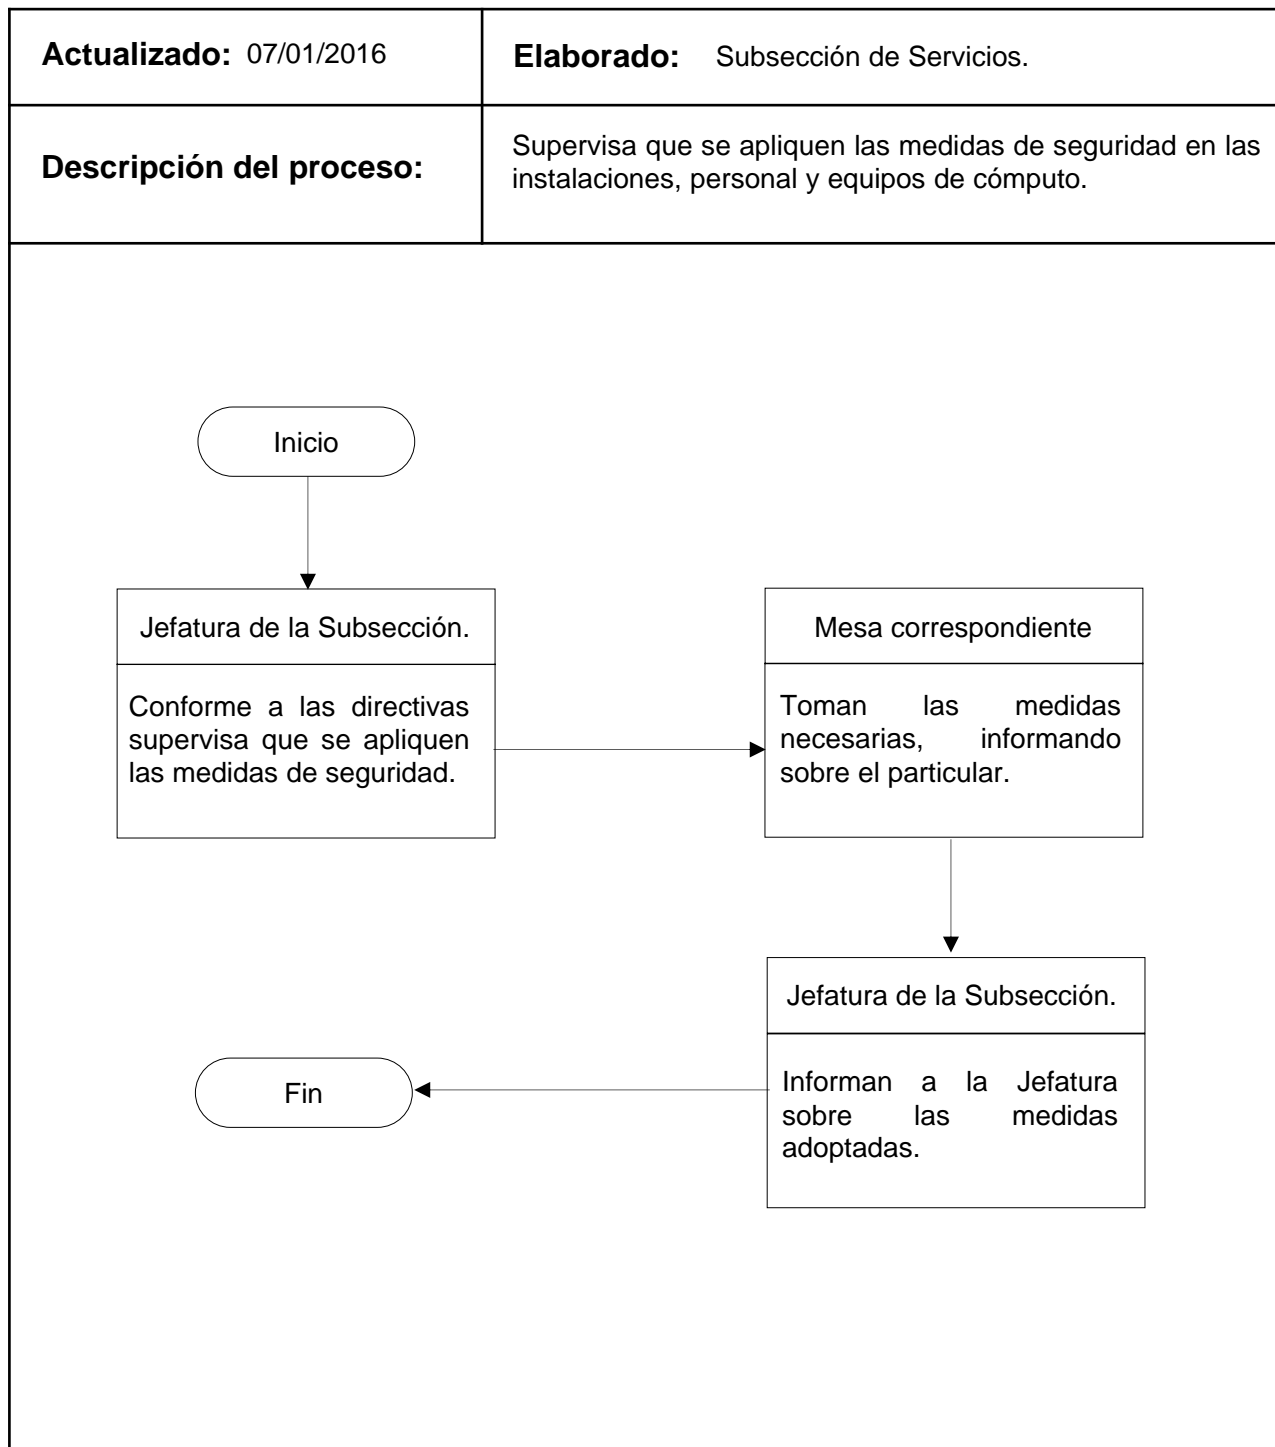 Actualizado: 07/01/2016
Elaborado: Subsección de Servicios.
Descripción del proceso:
Supervisa que se apliquen las medidas de seguridad en las
instalaciones, personal y equipos de cómputo.
Inicio
Jefatura de la Subsección.
Conforme a las directivas
supervisa que se apliquen
las medidas de seguridad.
Mesa correspondiente
Toman las medidas
necesarias, informando
sobre el particular.
Jefatura de la Subsección.
Informan a la Jefatura
sobre las medidas
adoptadas.
Fin